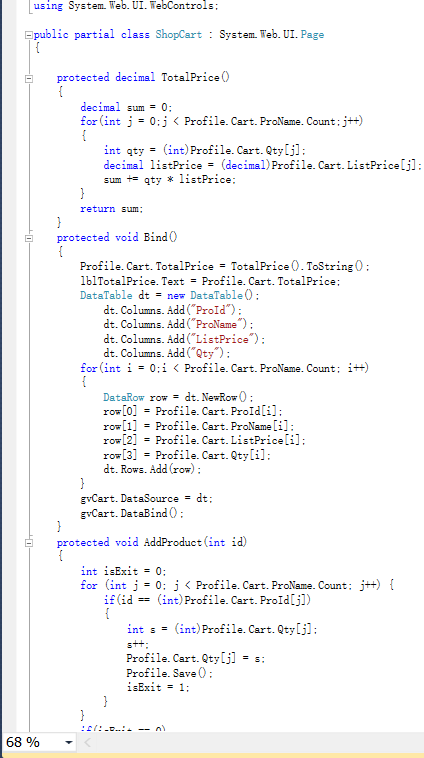 using System.Web.UI.WebControls;
public partial class ShopCart : System.Web.UI.Page
{
protected decimal TotalPrice()
{
decimal sum = 0;
for(int j = 0;j < Profile.Cart.ProName.Count;j++)
{
int qty = (int)Profile.Cart.Qty[j];
decimal listPrice = (decimal)Profile.Cart.ListPrice[j];
sum += qty * listPrice;
}
return sum;
}
protected void Bind()
{
Profile.Cart.TotalPrice = TotalPrice().ToString();
lblTotalPrice.Text = Profile.Cart.TotalPrice;
DataTable dt = new DataTable();
dt.Columns.Add("ProId");
dt.Columns.Add("ProName");
dt.Columns.Add("ListPrice");
dt.Columns.Add("Qty");
for(int i = 0;i < Profile.Cart.ProName.Count; i++)
{
DataRow row = dt.NewRow();
row[0] = Profile.Cart.ProId[i];
row[1] = Profile.Cart.ProName[i];
row[2] = Profile.Cart.ListPrice[i];
row[3] = Profile.Cart.Qty[i];
dt.Rows.Add(row);
}
gvCart.DataSource = dt;
gvCart.DataBind();
}
protected void AddProduct(int id)
{
int isExit = 0;
for (int j = 0; j < Profile.Cart.ProName.Count; j++) {
if(id == (int)Profile.Cart.ProId[j])
{
int s = (int)Profile.Cart.Qty[j];
s++;
Profile.Cart.Qty[j] = s;
Profile.Save();
isExit = 1;
}
}
if(isExit == 0)
68 %